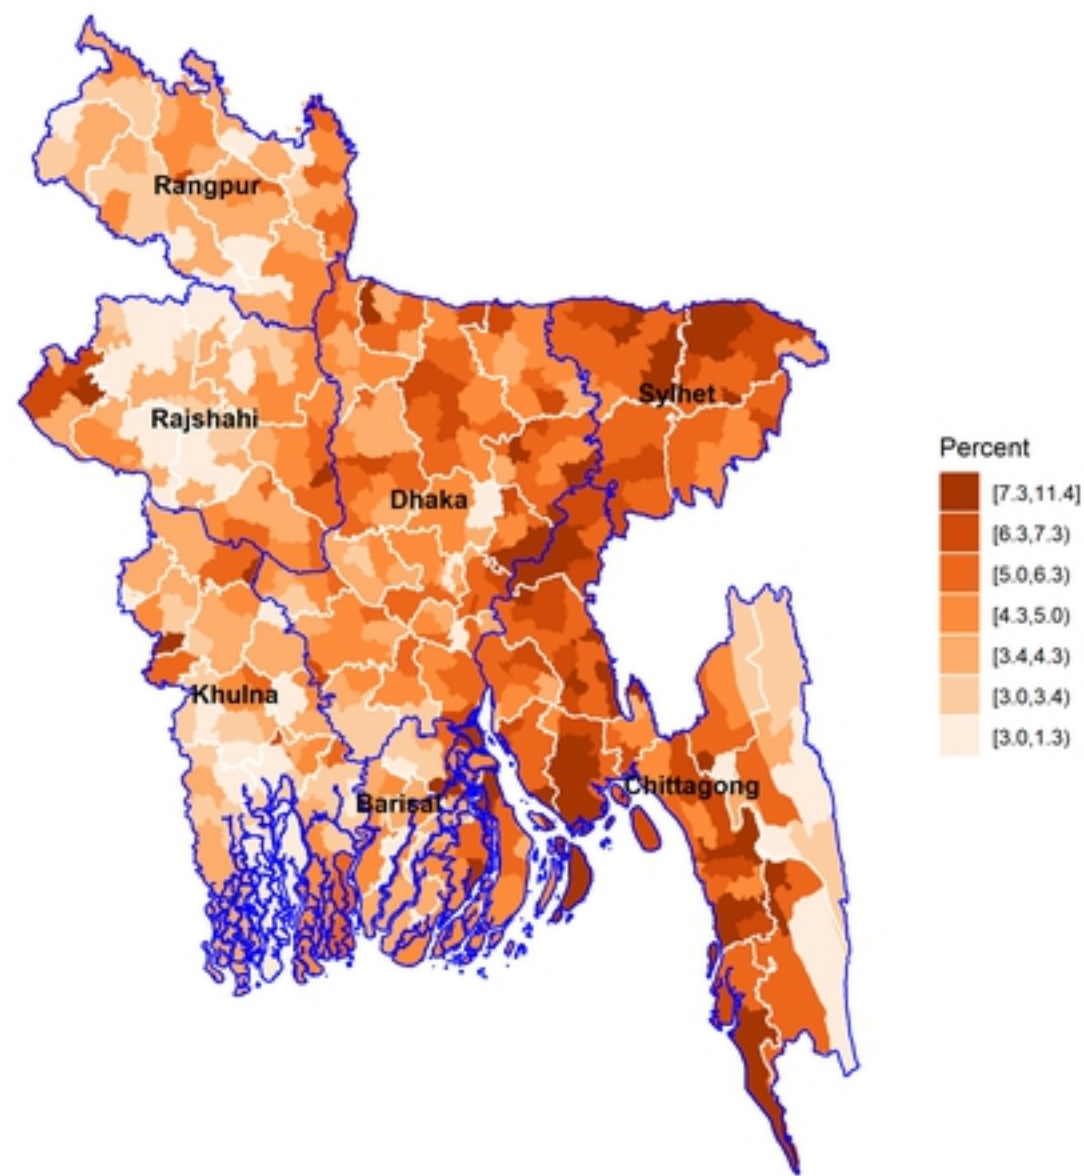 Rangpur
Sylhet
Rajshahi
Percent
[7.3,11.4]
Dhaka
[6.3,7.3)
[5.0,6.3)
[4.3,5.0)
[3.4,4.3)
Khulna
[3.0,3.4)
[3.0,1.3)
Chittagong
Barisal